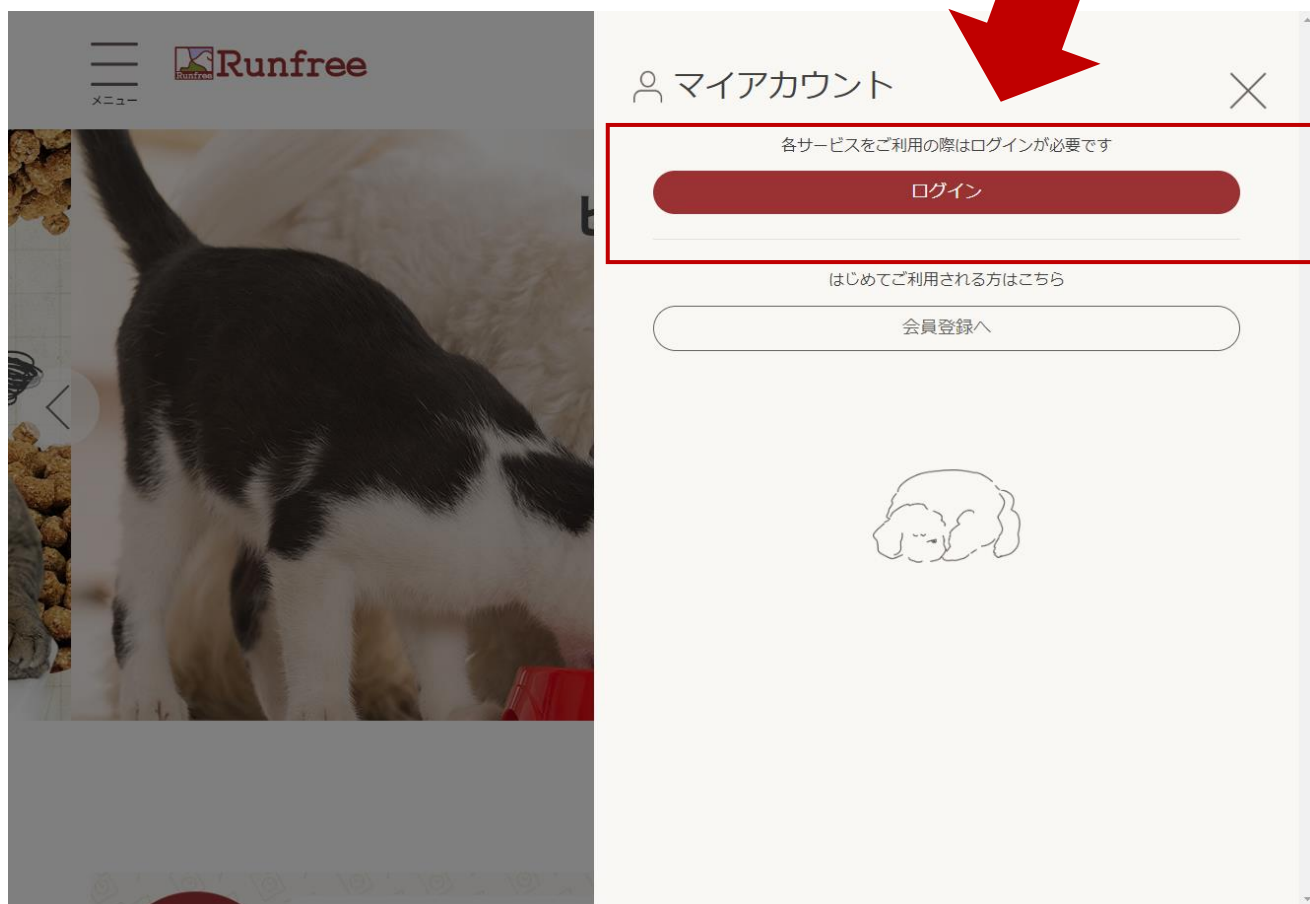 Runfree
Runfree
メニュー
マイアカウント
各サービスをご利用の際はログインが必要です
ログイン
はじめてご利用される方はこちら
会員登録へ